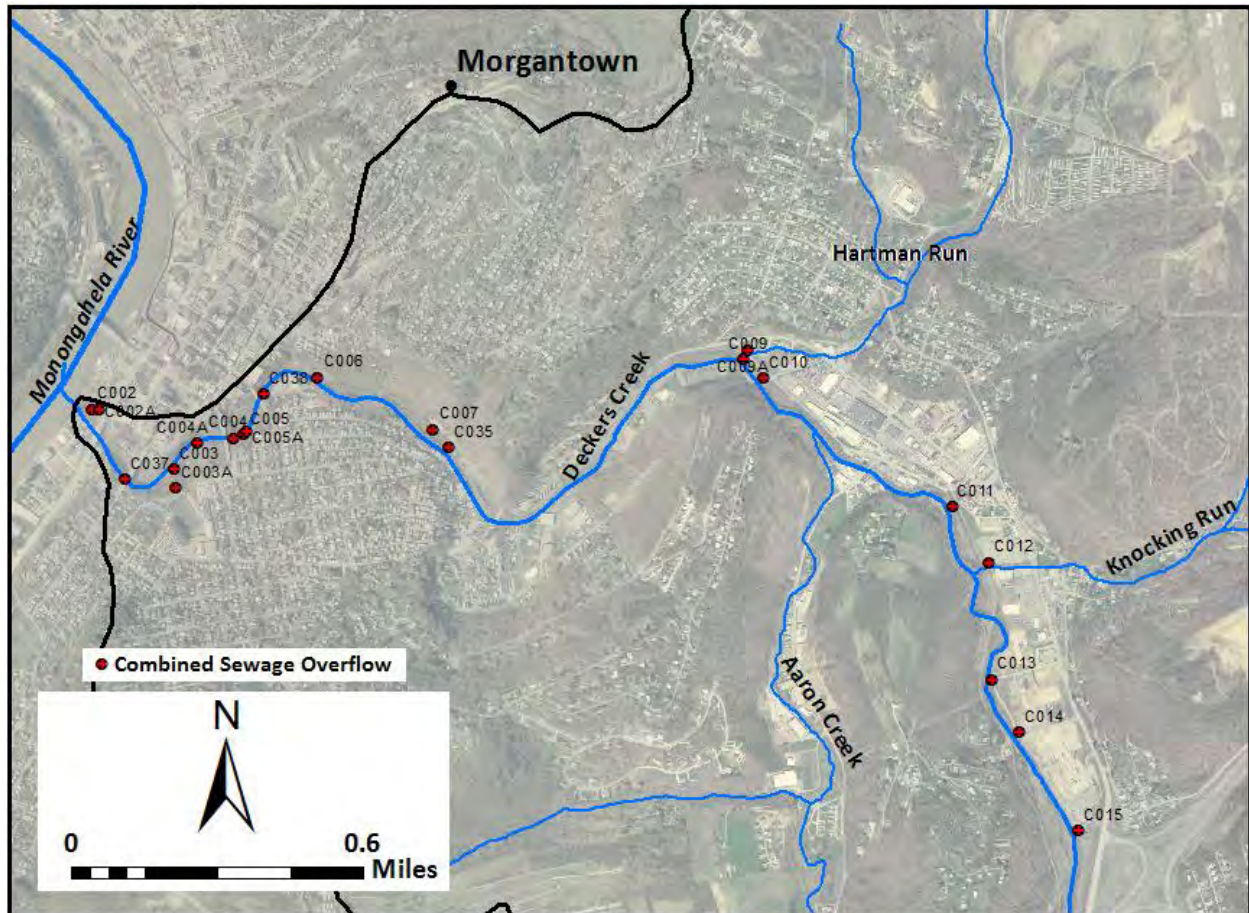 Morgantown
Monongahela River
Hartman Run
C009
C009A
C010
C006
C038
C002
C002A
C007
C035
C004
C005
C004A
C005A
C003
C003A
C037
Deckers Creek
C011
C012
Knocking Run
Aaron Creek
C013
C014
C015
Combined Sewage Overflow
N
0 0.6
Miles